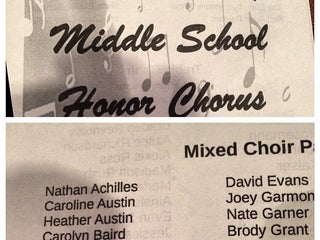 Middle School
Honor Chorus
Mixed Choir
Nathan Achilles
Caroline Austin
Heather Austin
Carolyn Baird
David Evans
Joey Garmon
Nate Garner
Brody Grant